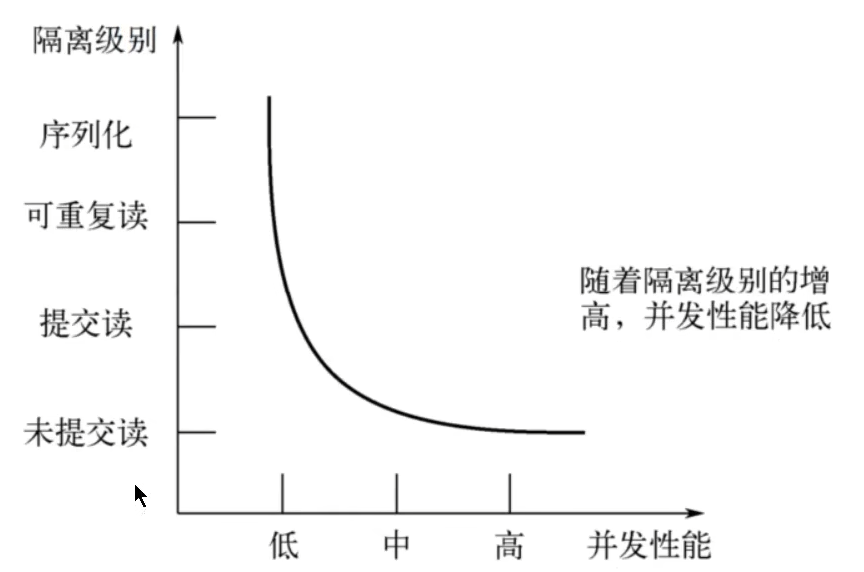 隔离级别
序列化
可重复读
提交读
未提交读
随着隔离级别的增
高，并发性能降低
低 中 高 并发性能